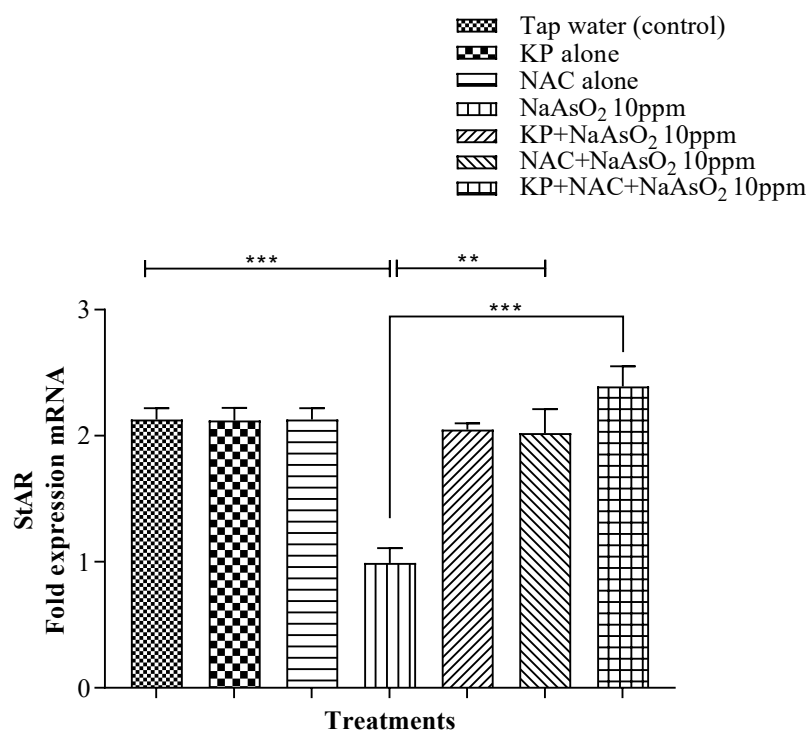 Tap water (control)
KP alone
NAC alone
NaAsO₂ 10ppm
KP+NaAsO₂ 10ppm
NAC+NaAsO₂ 10ppm
KP+NAC+NaAsO₂ 10ppm
*** **
***
3
2
1
0
StAR
Fold expression mRNA
Treatments